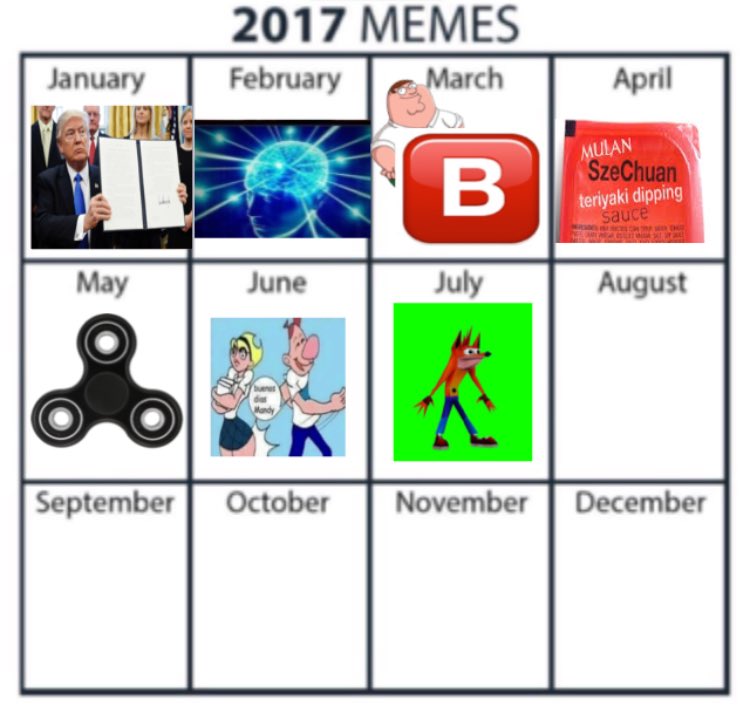 2017 MEMES
January
February
March
April
B
MULAN
SzeChuan
teriyaki dipping
sauce
May
June
July
August
buenos
dias
Mandy
September
October
November
December